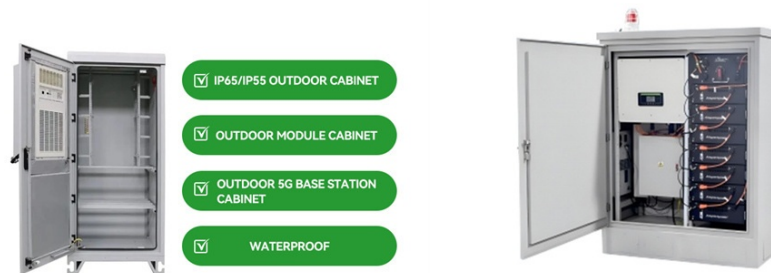 IP65/IP55 OUTDOOR CABINET
OUTDOOR MODULE CABINET
OUTDOOR 5G BASE STATION
CABINET
WATERPROOF